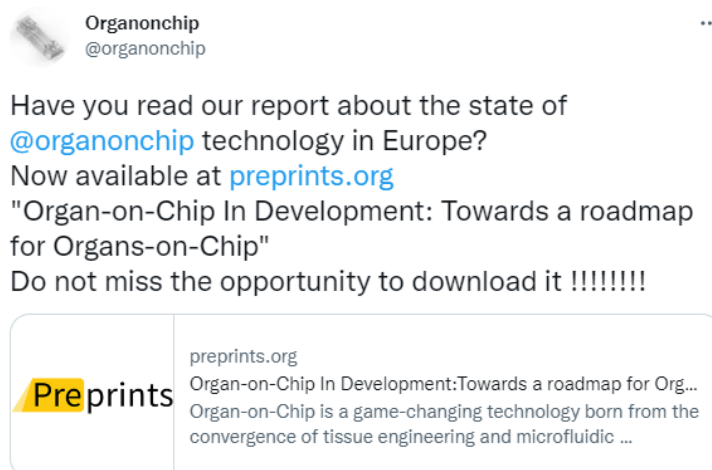 Organonchip
@organonchip
Have you read our report about the state of
@organonchip technology in Europe?
Now available at preprints.org
"Organ-on-Chip In Development: Towards a roadmap
for Organs-on-Chip"
Do not miss the opportunity to download it !!!!!!!!
Preprints
preprints.org
Organ-on-Chip In Development:Towards a roadmap for Org...
Organ-on-Chip is a game-changing technology born from the
convergence of tissue engineering and microfluidic ...